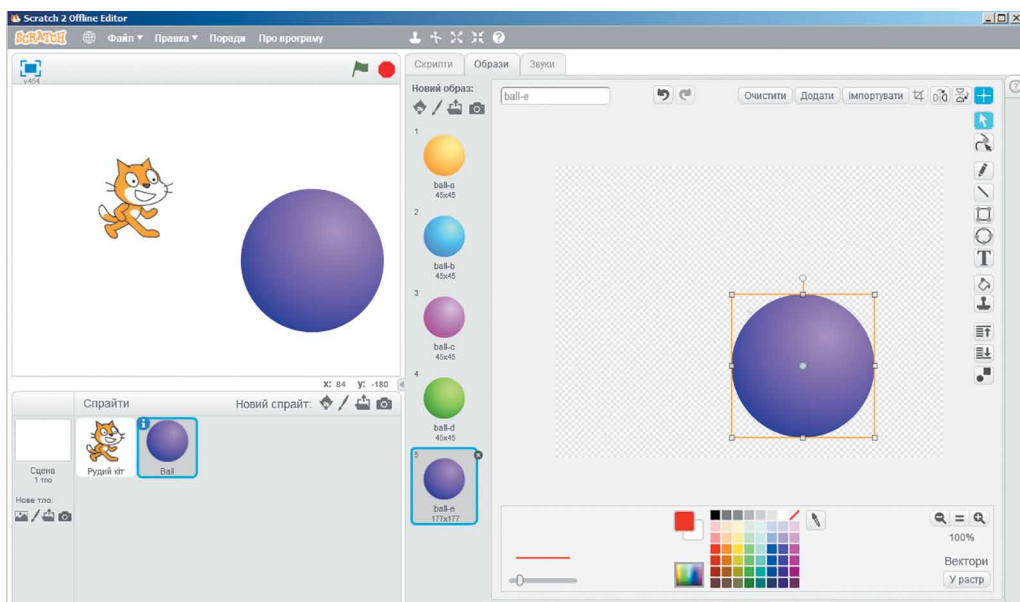 Scratch 2 Offline Editor
SCRATCH Файл Правка Поради Про програму
v454
Скрипти Образи Звуки
Новий образ:
ball-e
Очистити Додати імпортувати
1
ball-a
45x45
2
ball-b
45x45
3
ball-c
45x45
4
ball-d
45x45
5
ball-e
177x177
T
X: 84 Y: -180
Спрайти Новий спрайт:
Сцена
1 тло
Нове тло:
Рудий кіт
Ball
100%
Вектори
У растр